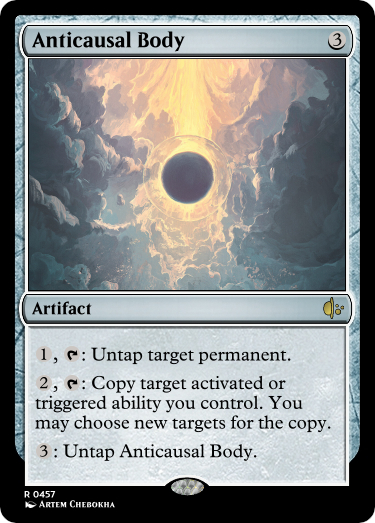 Anticausal Body 3
Artifact
1, : Untap target permanent.
2, : Copy target activated or
triggered ability you control. You
may choose new targets for the copy.
3: Untap Anticausal Body.
R 0457
Artem Chebokha